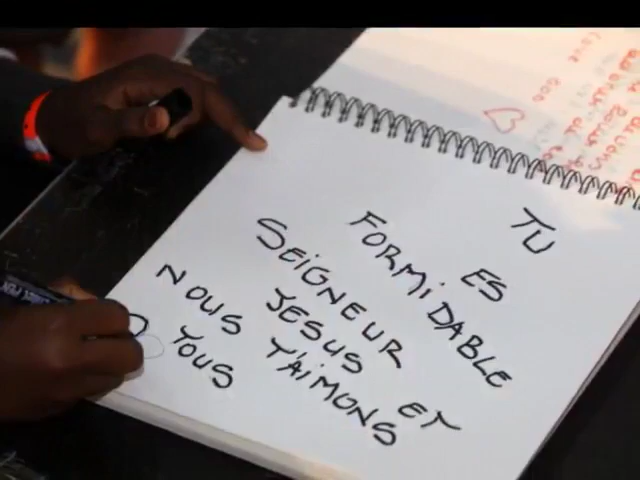 TU
ES
FORMiDABLE
SEiGNEUR
JESUS ET
NOUS T'AiMONS
TOUS